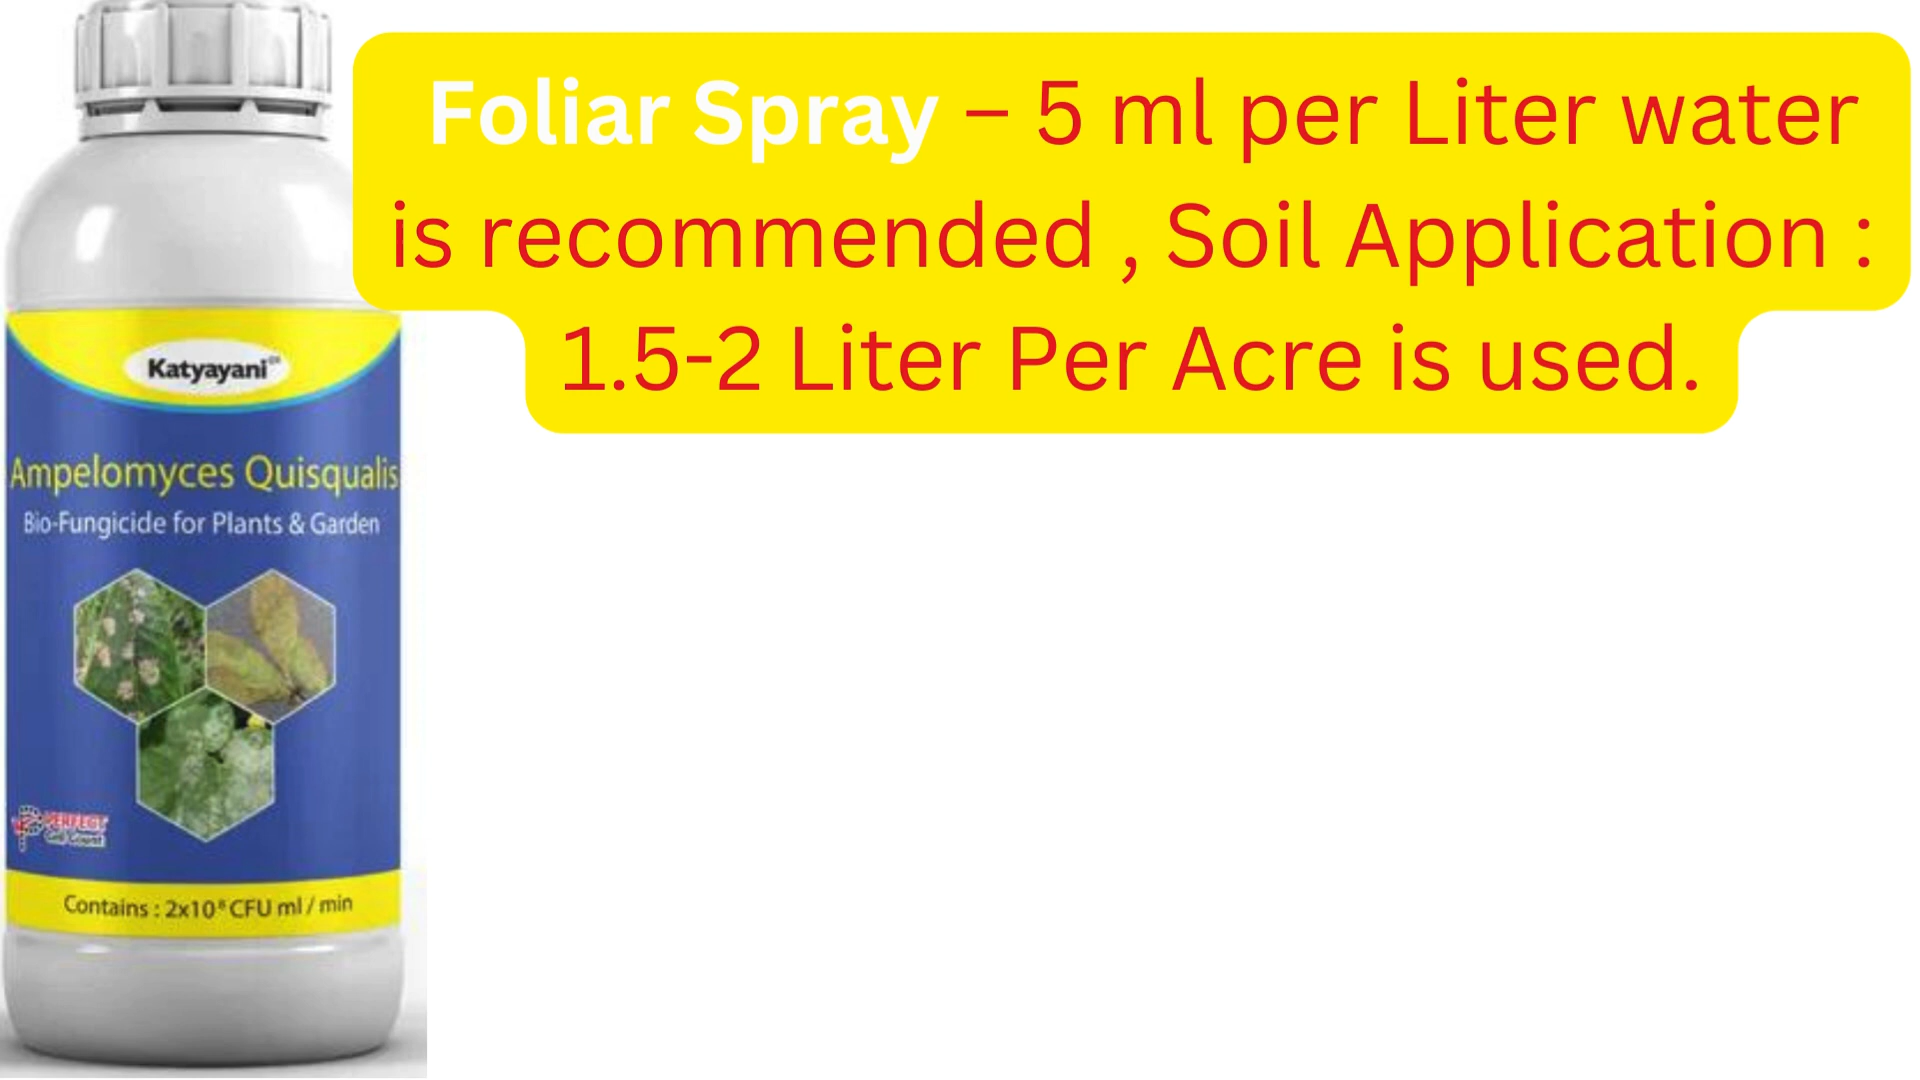 Foliar Spray – 5 ml per Liter water
is recommended , Soil Application :
1.5-2 Liter Per Acre is used.
Katyayani
Ampelomyces Quisqualis
Bio-Fungicide for Plants & Garden
PERFECT
Contains : 2x10⁸ CFU ml / min